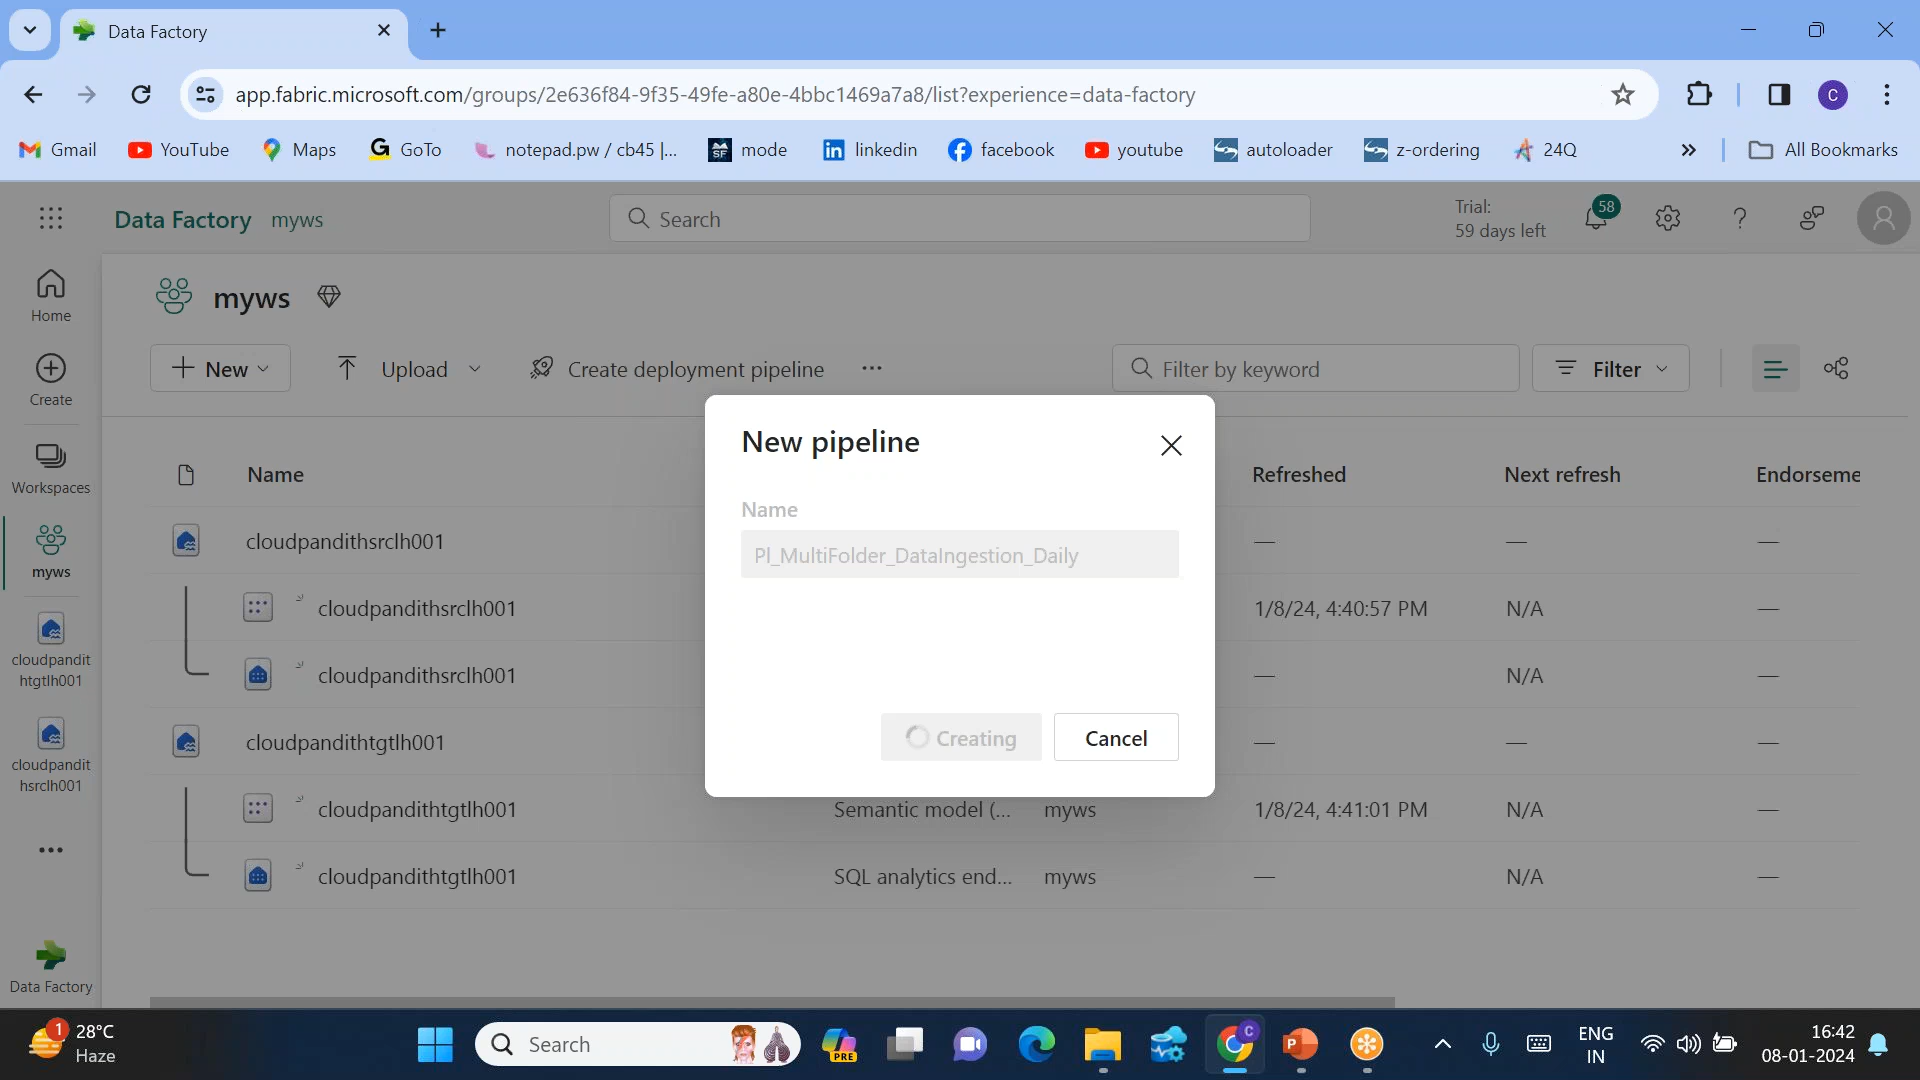 Data Factory
app.fabric.microsoft.com/groups/2e636f84-9f35-49fe-a80e-4bbc1469a7a8/list?experience=data-factory
C
Gmail YouTube Maps GoTo notepad.pw / cb45 |... mode linkedin facebook youtube autoloader z-ordering 24Q » All Bookmarks
Data Factory myws
Search
Trial:
59 days left
58
Home
Create
Workspaces
myws
cloudpandit
htgtlh001
cloudpandit
hsrclh001
Data Factory
myws
New
Upload
Create deployment pipeline
Filter by keyword
Filter
Name Refreshed Next refresh Endorseme
cloudpandithsrclh001 — — —
cloudpandithsrclh001 1/8/24, 4:40:57 PM N/A —
cloudpandithsrclh001 — N/A —
cloudpandithtgtlh001 — — —
cloudpandithtgtlh001 Semantic model (... myws 1/8/24, 4:41:01 PM N/A —
cloudpandithtgtlh001 SQL analytics end... myws — N/A —
New pipeline
Name
Pl_MultiFolder_DataIngestion_Daily
Creating
Cancel
1
28°C
Haze
Search
PRE
C
P
ENG
IN
16:42
08-01-2024